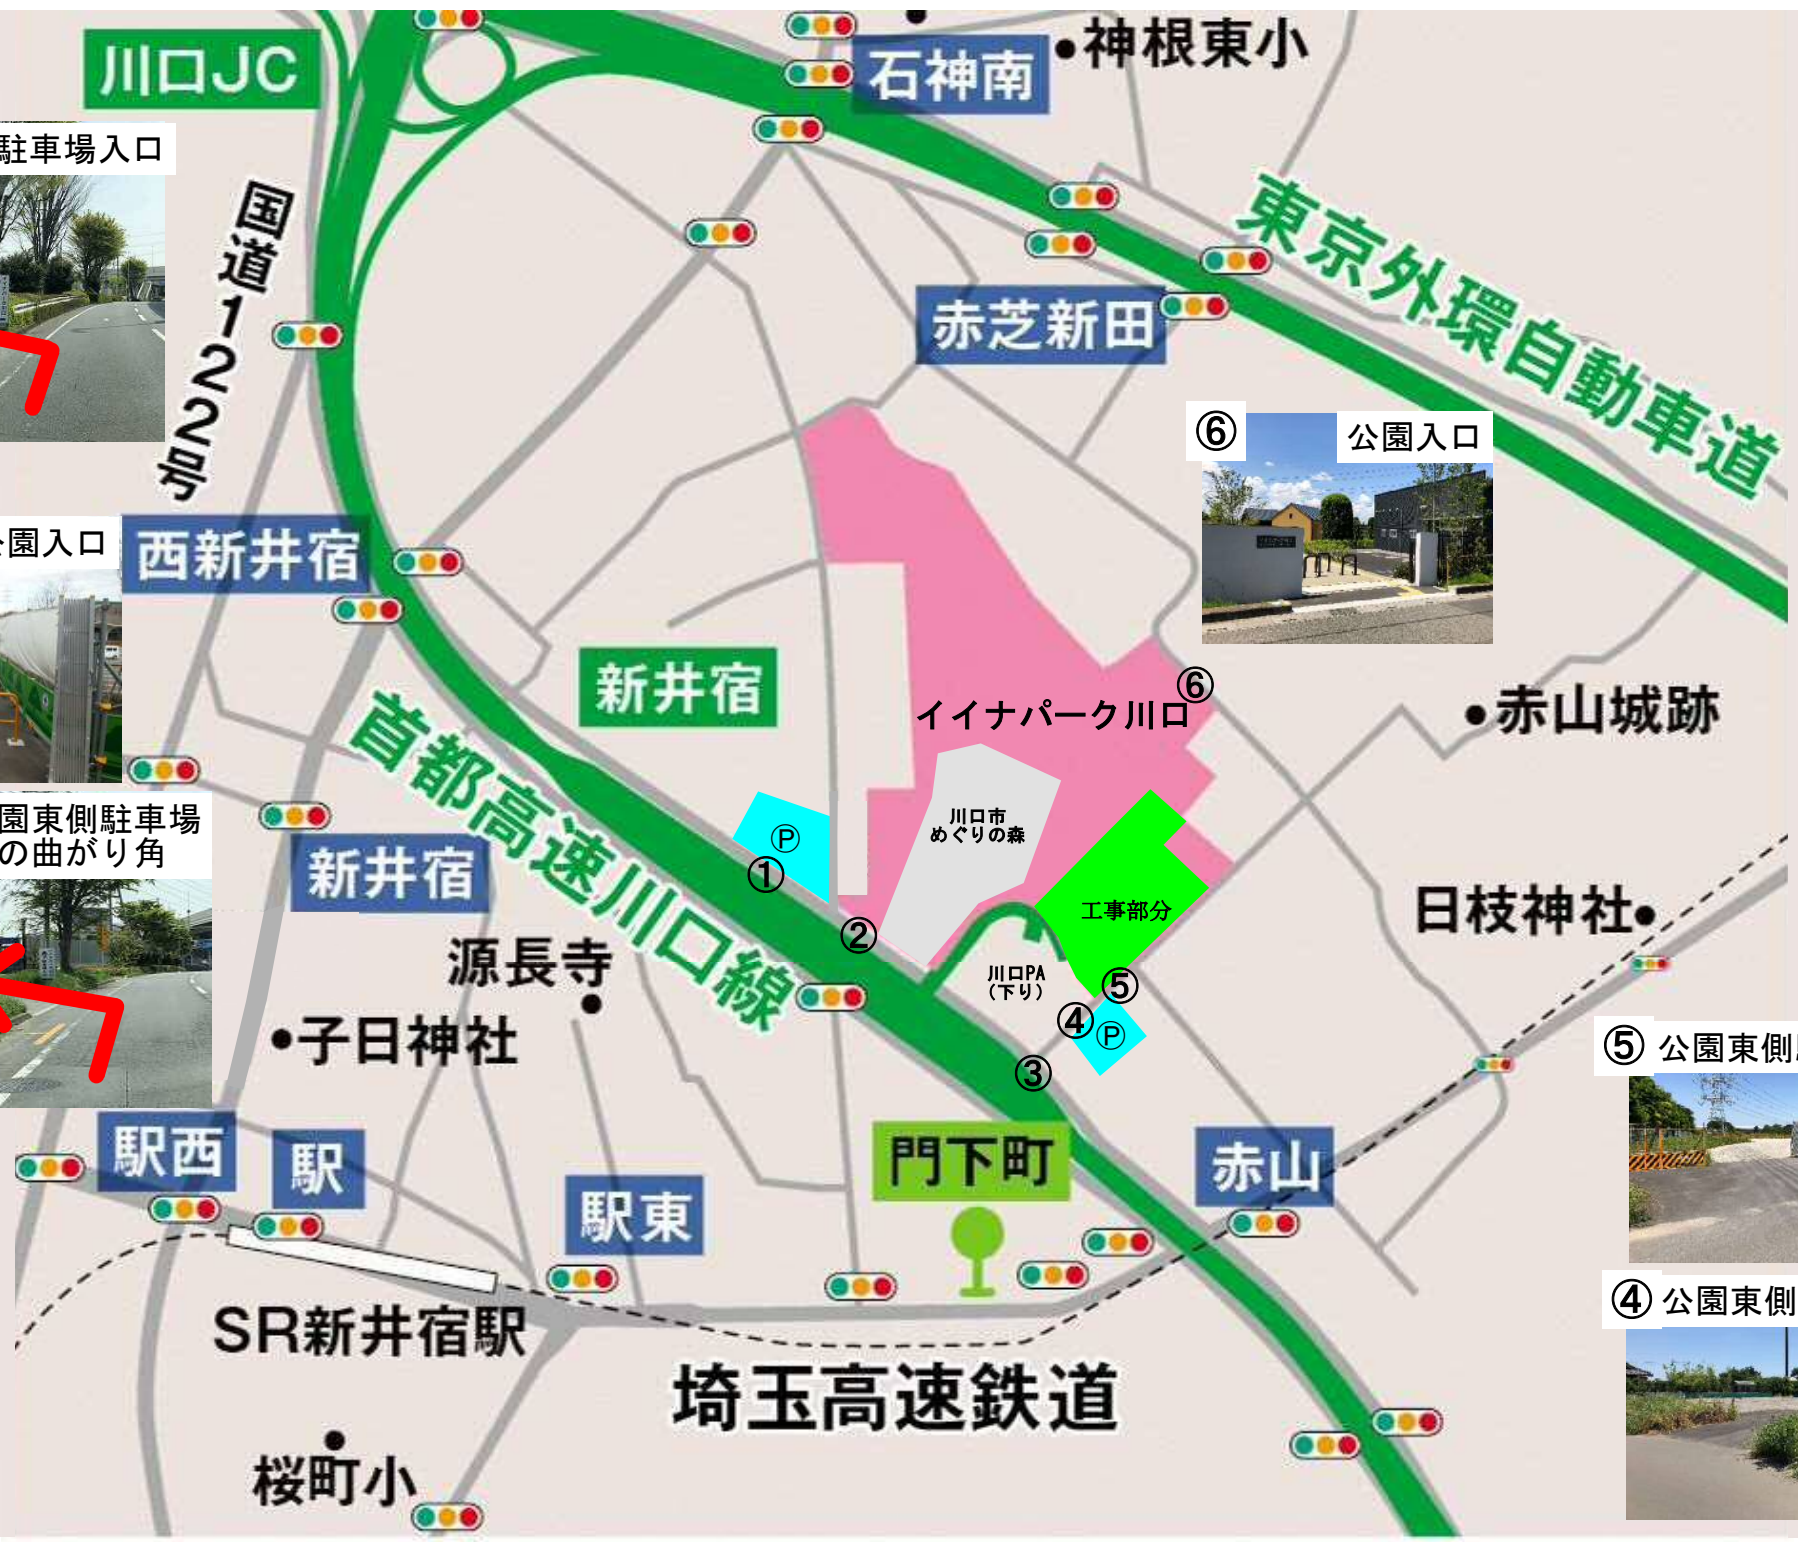 川口JC
石神南
神根東小
駐車場入口
国道122号
東京外環自動車道
赤芝新田
⑥
公園入口
公園入口
西新井宿
新井宿
イイナパーク川口
⑥
赤山城跡
首都高速川口線
園東側駐車場
の曲がり角
川口市
めぐりの森
Ⓟ
①
新井宿
工事部分
日枝神社
②
源長寺
川口PA
(下り)
⑤
④
Ⓟ
子日神社
③
⑤
公園東側
駅西
駅
門下町
赤山
駅東
④
公園東側
SR新井宿駅
埼玉高速鉄道
桜町小